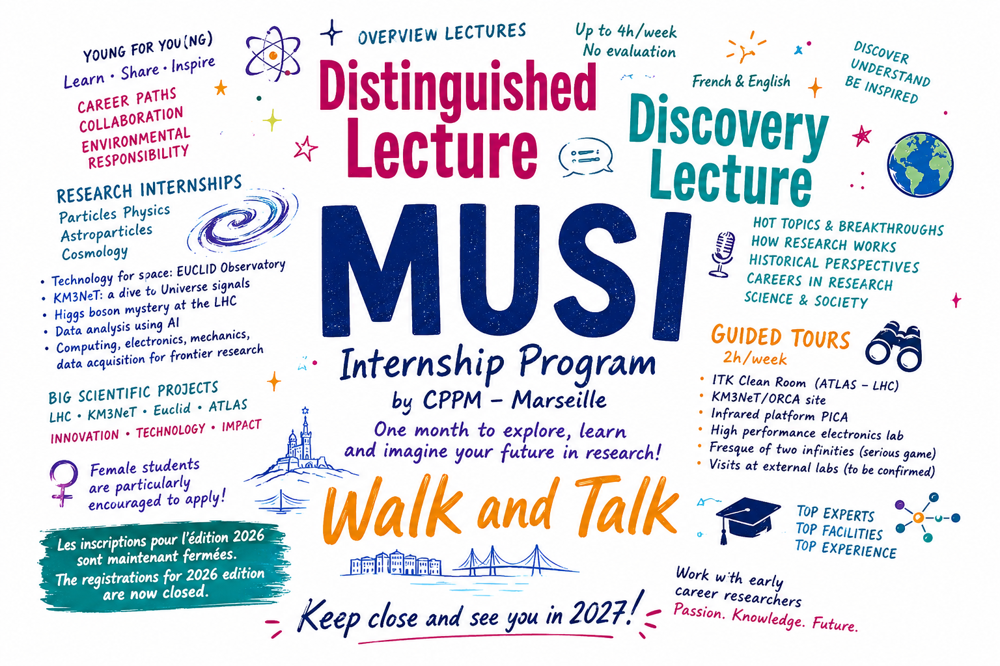 YOUNG FOR YOU(NG)
Learn • Share • Inspire
CAREER PATHS
COLLABORATION
ENVIRONMENTAL
RESPONSIBILITY
RESEARCH INTERNSHIPS
Particles Physics
Astroparticles
Cosmology
• Technology for space: EUCLID Observatory
• KM3NeT: a dive to Universe signals
• Higgs boson mystery at the LHC
• Data analysis using AI
• Computing, electronics, mechanics,
data acquisition for frontier research
BIG SCIENTIFIC PROJECTS
LHC • KM3NeT • Euclid • ATLAS
INNOVATION • TECHNOLOGY • IMPACT
Female students
are particularly
encouraged to apply!
Les inscriptions pour l'édition 2026
sont maintenant fermées.
The registrations for 2026 edition
are now closed.
OVERVIEW LECTURES
Distinguished
Lecture
MUSI
Internship Program
by CPPM – Marseille
One month to explore, learn
and imagine your future in research!
Walk and Talk
Keep close and see you in 2027!
Up to 4h/week
No evaluation
French & English
DISCOVER
UNDERSTAND
BE INSPIRED
Discovery
Lecture
HOT TOPICS & BREAKTHROUGHS
HOW RESEARCH WORKS
HISTORICAL PERSPECTIVES
CAREERS IN RESEARCH
SCIENCE & SOCIETY
GUIDED TOURS
2h/week
• ITK Clean Room (ATLAS – LHC)
• KM3NeT/ORCA site
• Infrared platform PICA
• High performance electronics lab
• Fresque of two infinities (serious game)
• Visits at external labs (to be confirmed)
TOP EXPERTS
TOP FACILITIES
TOP EXPERIENCE
Work with early
career researchers
Passion. Knowledge. Future.